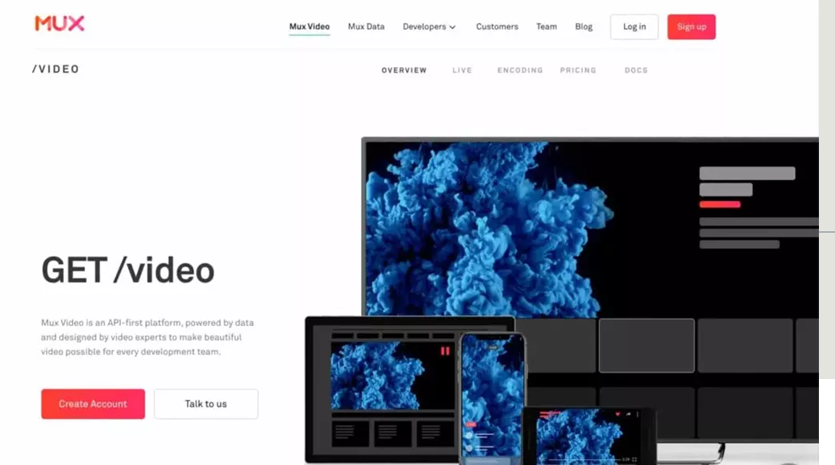 MUX
Mux Video Mux Data Developers Customers Team Blog Log in Sign up
/VIDEO
OVERVIEW LIVE ENCODING PRICING DOCS
GET /video
Mux Video is an API-first platform, powered by data
and designed by video experts to make beautiful
video possible for every development team.
Create Account Talk to us